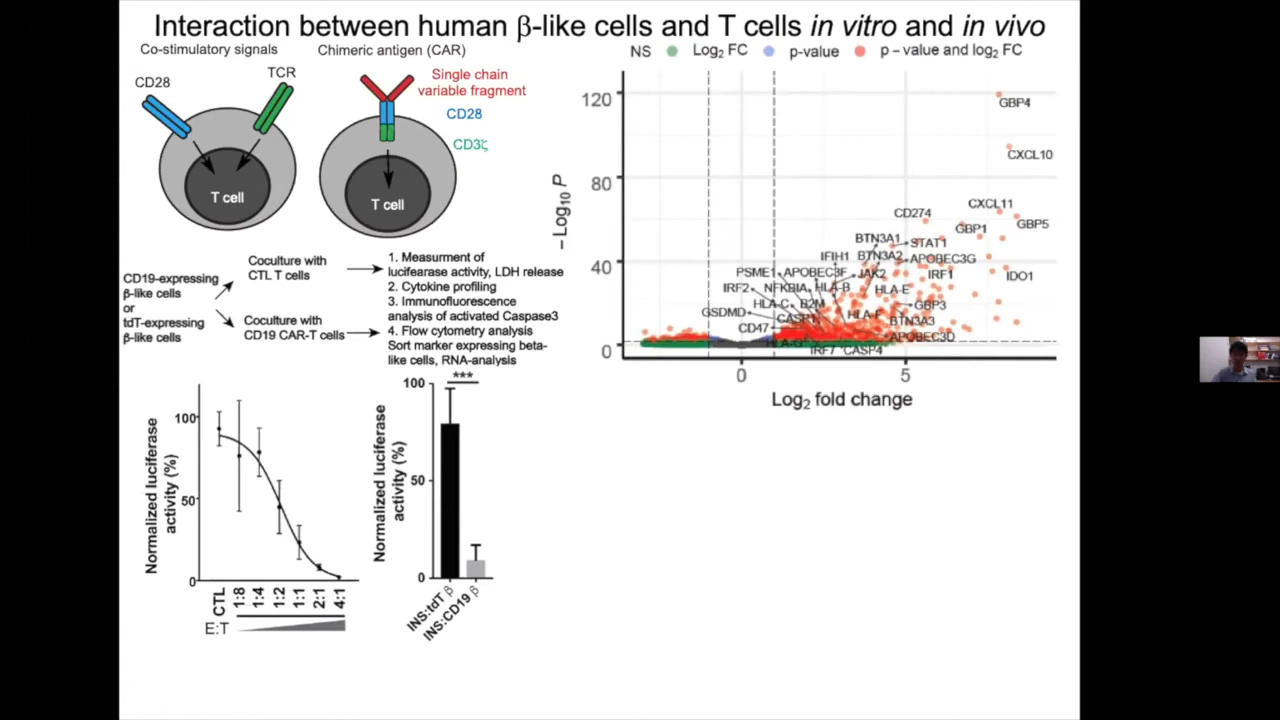 Interaction between human β-like cells and T cells in vitro and in vivo
Co-stimulatory signals
CD28
TCR
T cell
Chimeric antigen (CAR)
Single chain
variable fragment
CD28
CD3ζ
T cell
CD19-expressing
β-like cells
or
tdT-expressing
β-like cells
Coculture with
CTL T cells
Coculture with
CD19 CAR-T cells
1. Measurment of
lucifearase activity, LDH release
2. Cytokine profiling
3. Immunofluorescence
analysis of activated Caspase3
4. Flow cytometry analysis
Sort marker expressing beta-
like cells, RNA-analysis
Normalized luciferase
activity (%)
100
50
0
CTL
1:8
1:4
1:2
1:1
2:1
4:1
E:T
Normalized luciferase
activity (%)
100
50
0
***
INS:tdT β
INS:CD19 β
NS
Log2 FC
p-value
p – value and log2 FC
–Log10 P
120
80
40
0
GBP4
CXCL10
CXCL11
CD274
GBP5
GBP1
BTN3A1
STAT1
IFIH1
BTN3A2
APOBEC3G
PSME1
APOBEC3F
JAK2
IRF1
IDO1
IRF2
NFKBIA
HLA-B
HLA-E
HLA-C
B2M
GBP3
GSDMD
CASP1
HLA-F
BTN3A3
CD47
APOBEC3D
HLA-G
IRF7
CASP4
0
5
Log2 fold change